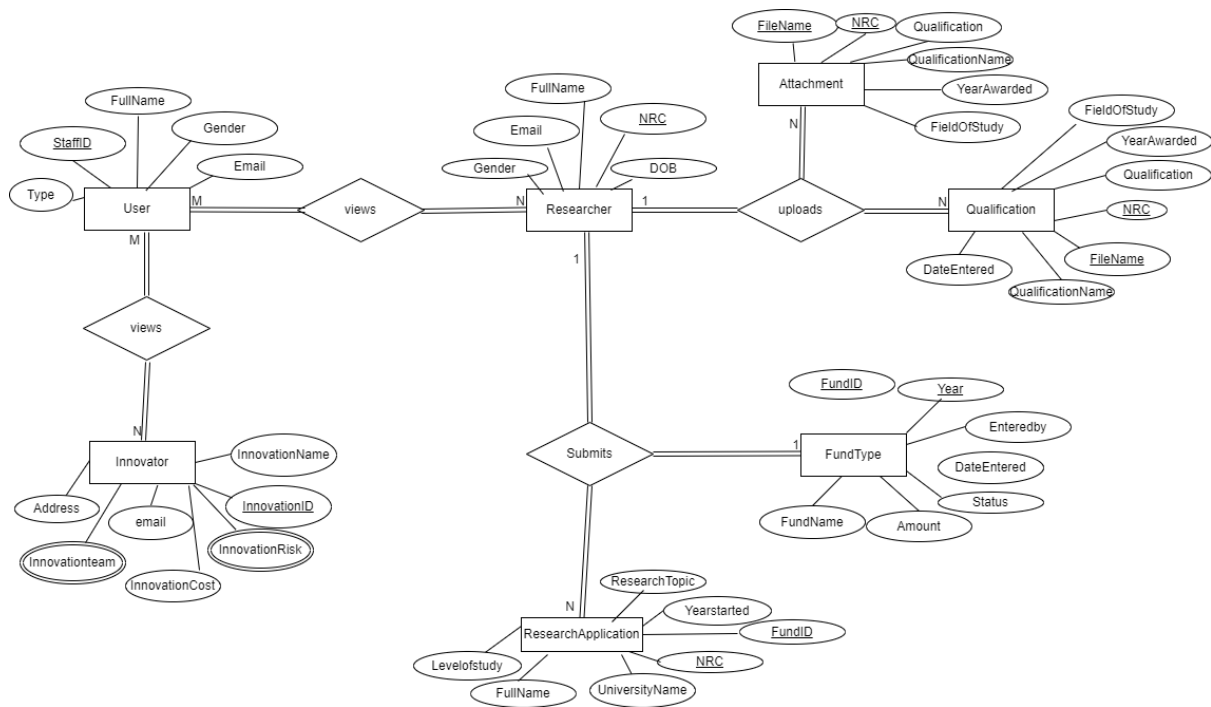 FileName
NRC
Qualification
QualificationName
Attachment
YearAwarded
FieldOfStudy
N
FullName
StaffID
Gender
Email
Type
User
M
M
views
FullName
Email
NRC
Gender
DOB
N
Researcher
1
1
uploads
FieldOfStudy
YearAwarded
Qualification
N
Qualification
NRC
FileName
DateEntered
QualificationName
views
N
Innovator
InnovationName
InnovationID
Address
email
InnovationRisk
Innovationteam
InnovationCost
Submits
1
FundType
FundID
Year
Enteredby
DateEntered
Status
FundName
Amount
N
ResearchTopic
Yearstarted
ResearchApplication
FundID
Levelofstudy
NRC
FullName
UniversityName